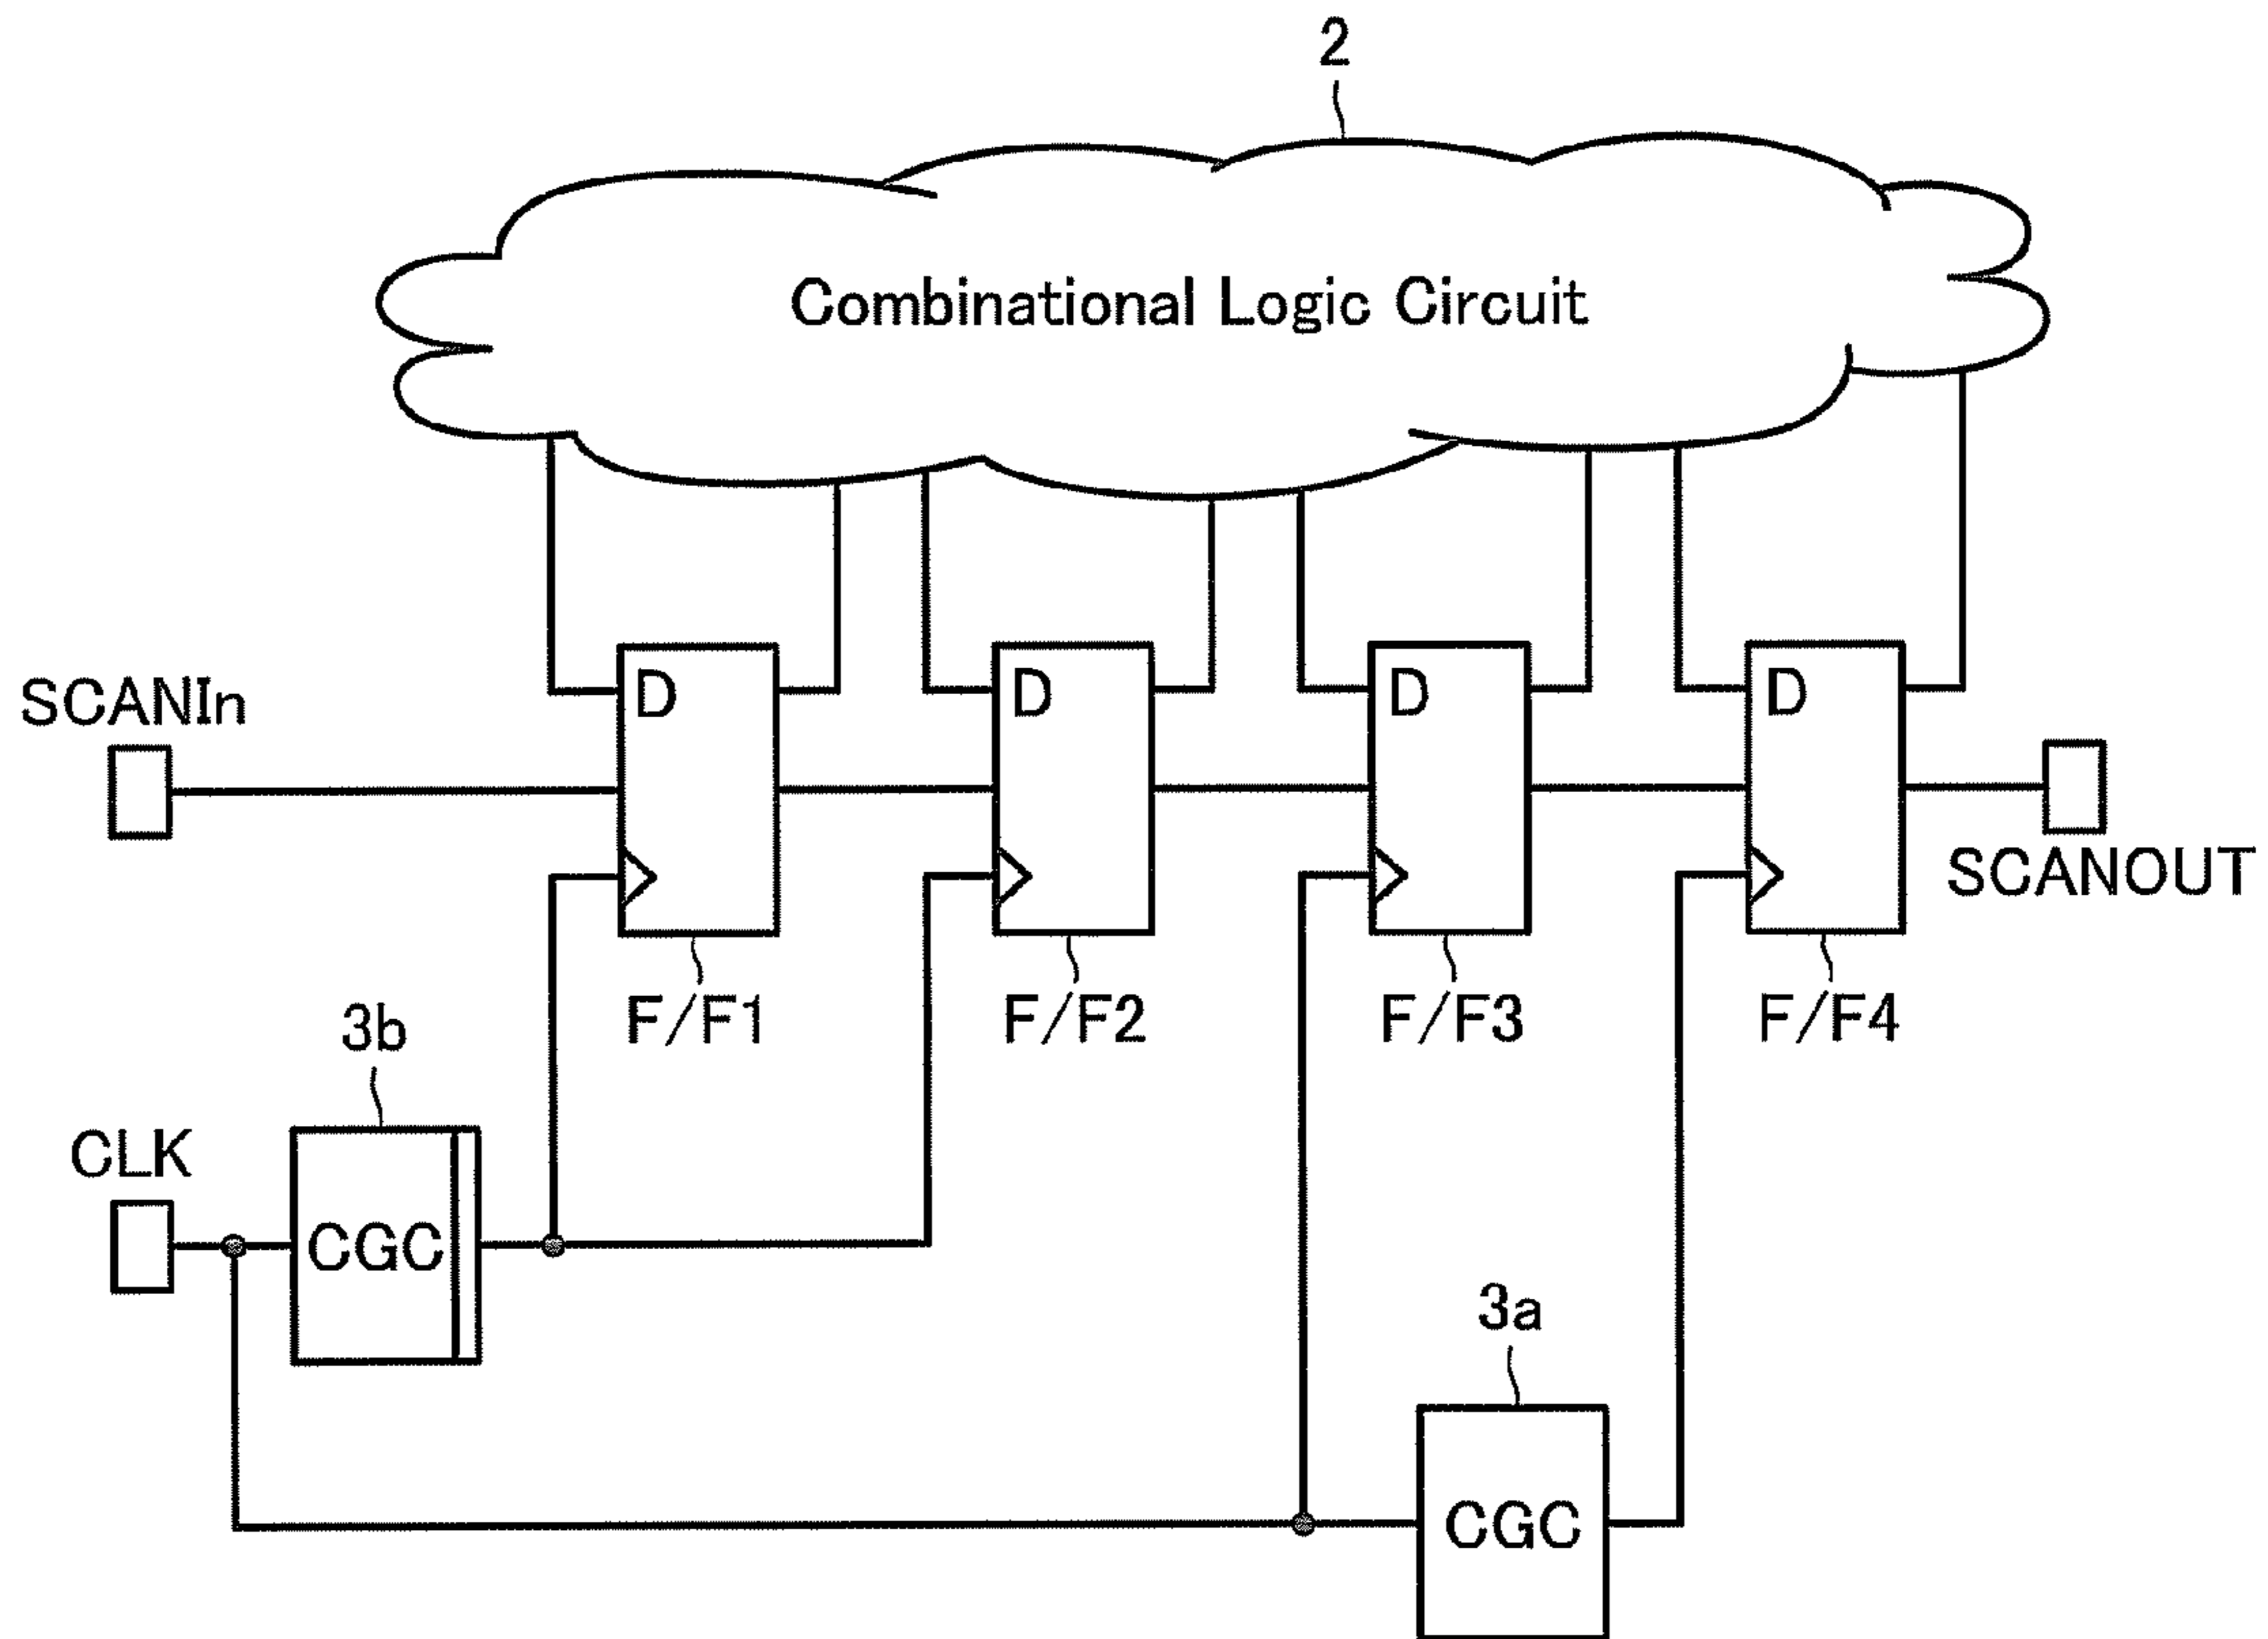 2
Combinational Logic Circuit
D
D
D
D
SCANIn
SCANOUT
F/F1
F/F2
F/F3
F/F4
3b
CLK
CGC
3a
CGC